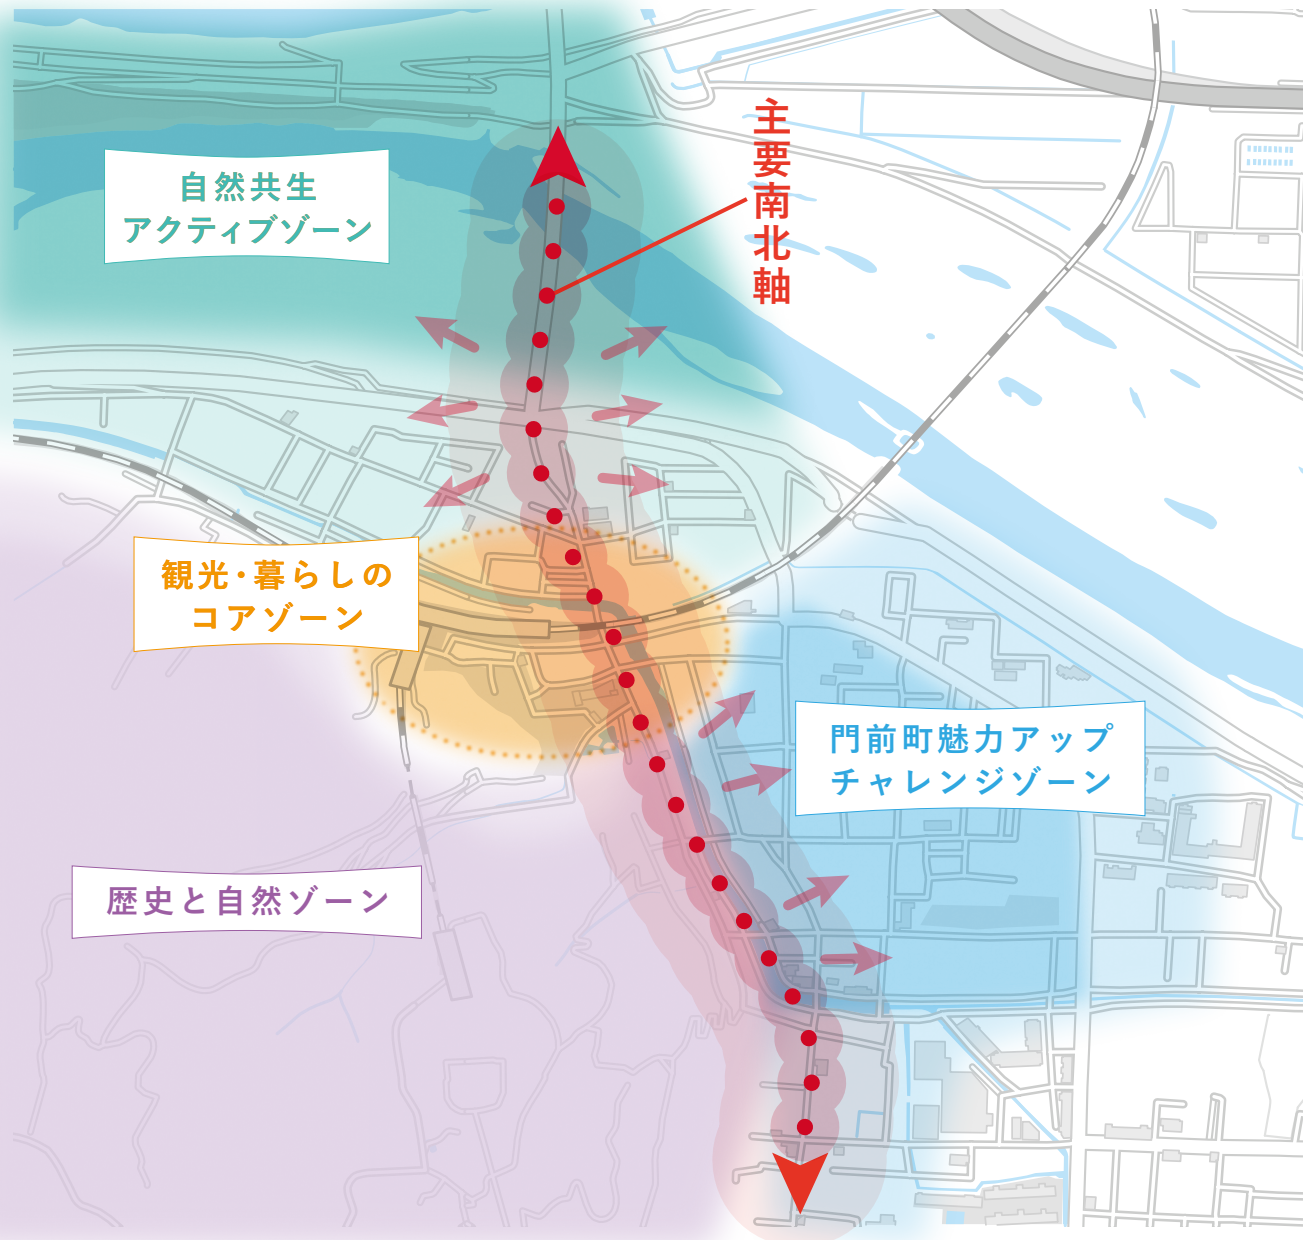 主要南北軸
自然共生
アクティブゾーン
観光・暮らしの
コアゾーン
門前町魅力アップ
チャレンジゾーン
歴史と自然ゾーン